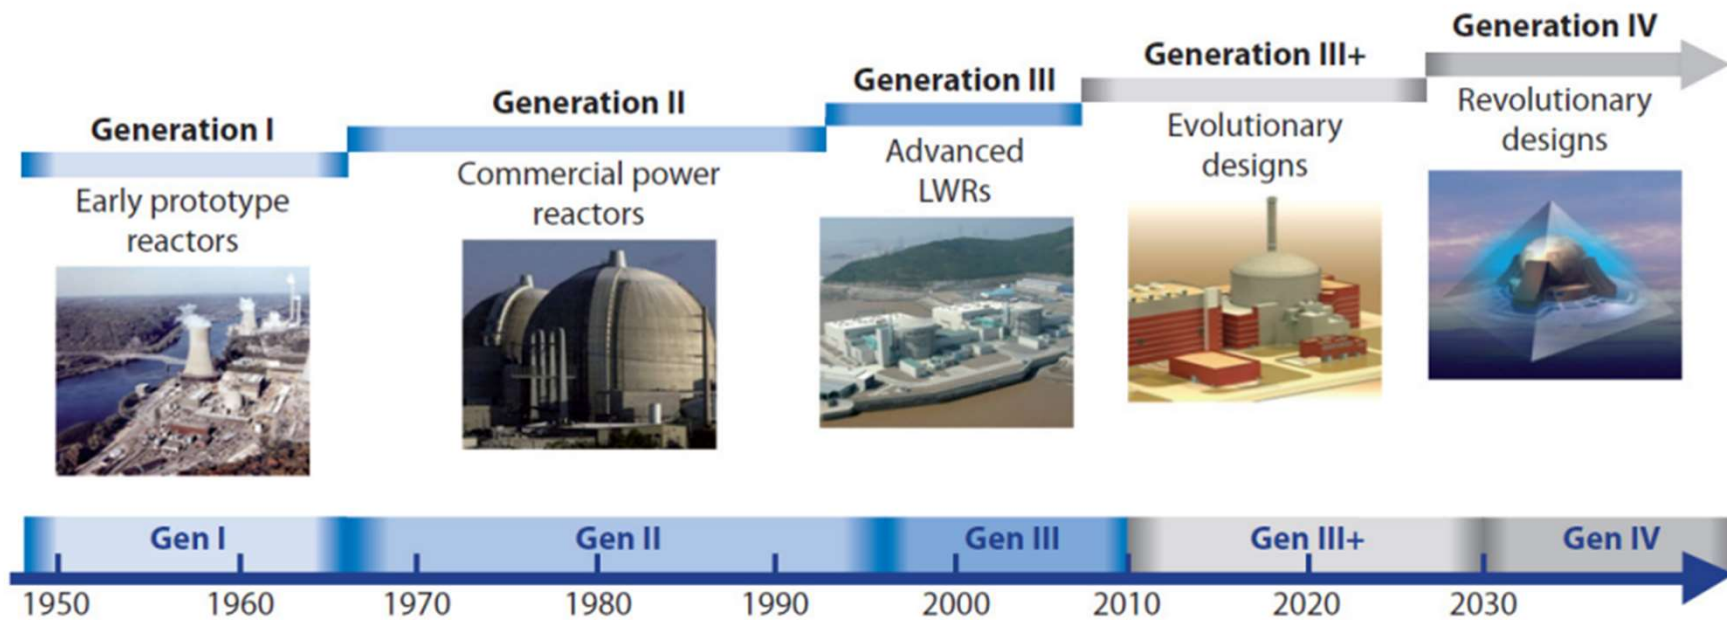 Generation I
Early prototype
reactors
Generation II
Commercial power
reactors
Generation III
Advanced
LWRs
Generation III+
Evolutionary
designs
Generation IV
Revolutionary
designs
Gen I
Gen II
Gen III
Gen III+
Gen IV
1950
1960
1970
1980
1990
2000
2010
2020
2030